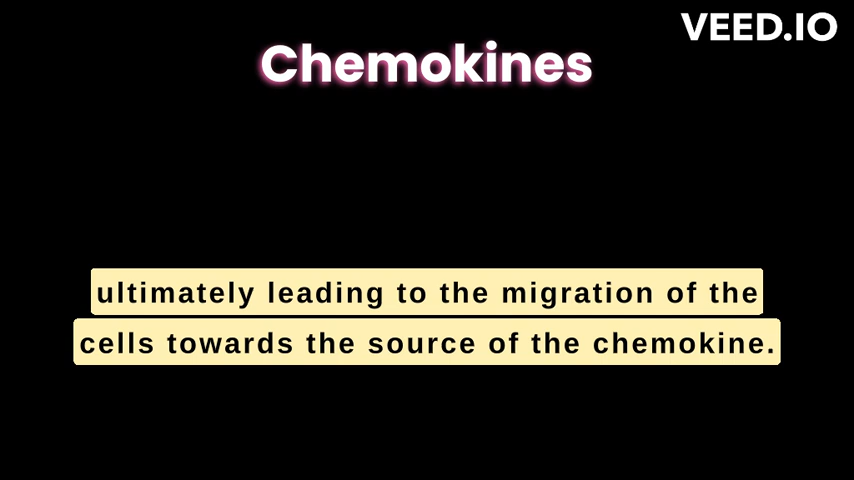 VEED.IO
Chemokines
ultimately leading to the migration of the
cells towards the source of the chemokine.